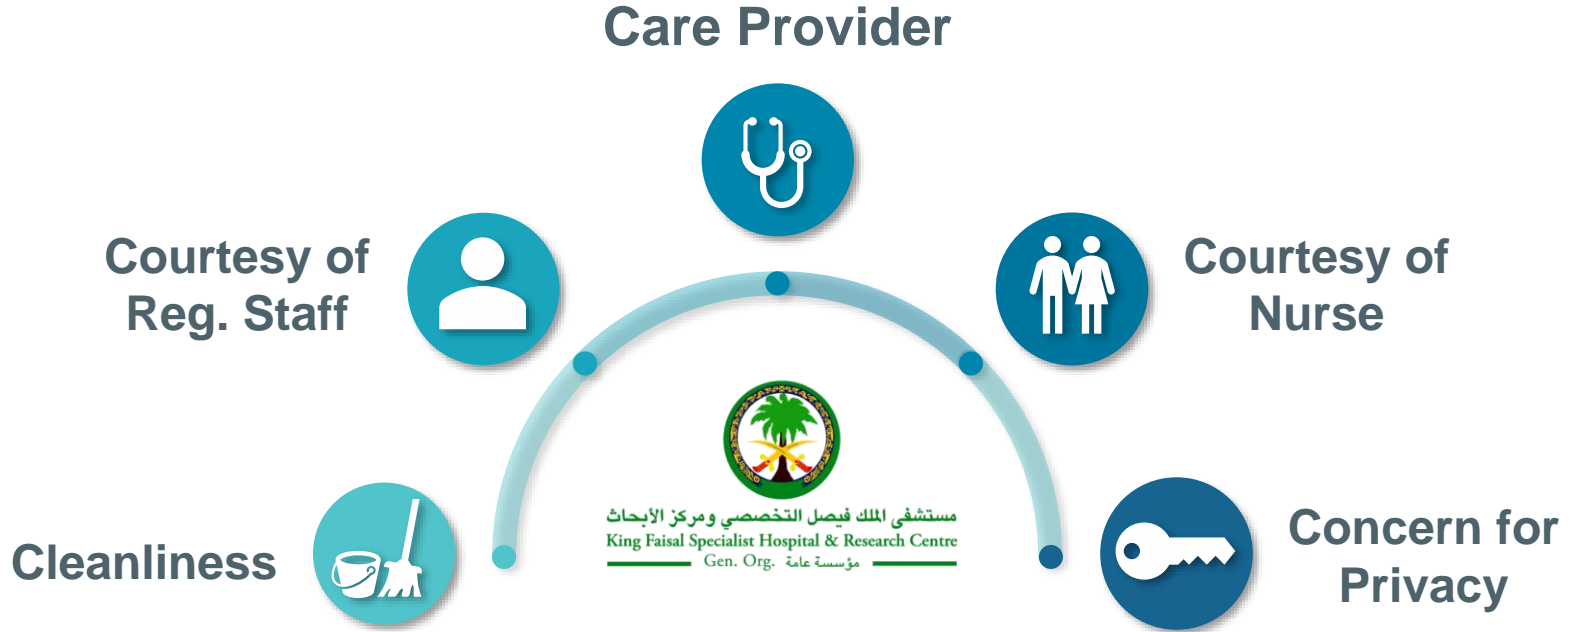 Care Provider
Courtesy of
Reg. Staff
Courtesy of
Nurse
مستشفى الملك فيصل التخصصي ومركز الأبحاث
King Faisal Specialist Hospital & Research Centre
Gen. Org. مؤسسة عامة
Cleanliness
Concern for
Privacy